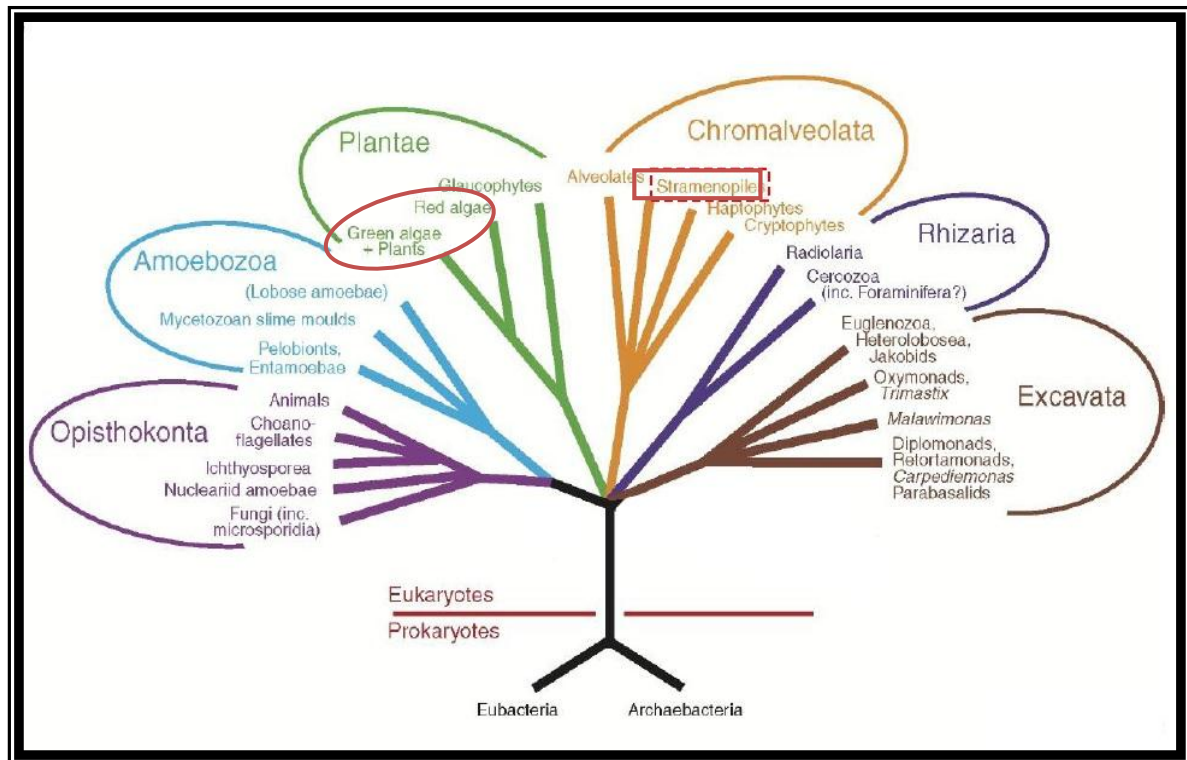 Plantae
Glaucophytes
Red algae
Green algae
+ Plants
Chromalveolata
Alveolates
Stramenopiles
Haptophytes
Cryptophytes
Amoebozoa
(Lobose amoebae)
Mycetozoan slime moulds
Pelobionts,
Entamoebae
Rhizaria
Radiolaria
Cercozoa
(inc. Foraminifera?)
Opisthokonta
Animals
Choano-
flagellates
Ichthyosporea
Nucleariid amoebae
Fungi (inc.
microsporidia)
Excavata
Euglenozoa,
Heterolobosea,
Jakobids
Oxymonads,
Trimastix
Malawimonas
Diplomonads,
Retortamonads,
Carpediemonas
Parabasalids
Eukaryotes
Prokaryotes
Eubacteria
Archaebacteria